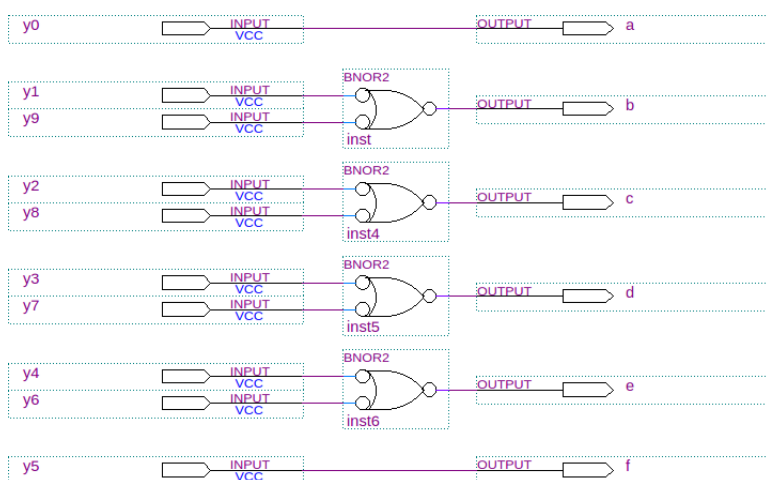 y0 INPUT VCC OUTPUT a
BNOR2
y1 INPUT VCC OUTPUT b
y9 INPUT VCC
inst
BNOR2
y2 INPUT VCC OUTPUT c
y8 INPUT VCC
inst4
BNOR2
y3 INPUT VCC OUTPUT d
y7 INPUT VCC
inst5
BNOR2
y4 INPUT VCC OUTPUT e
y6 INPUT VCC
inst6
y5 INPUT VCC OUTPUT f